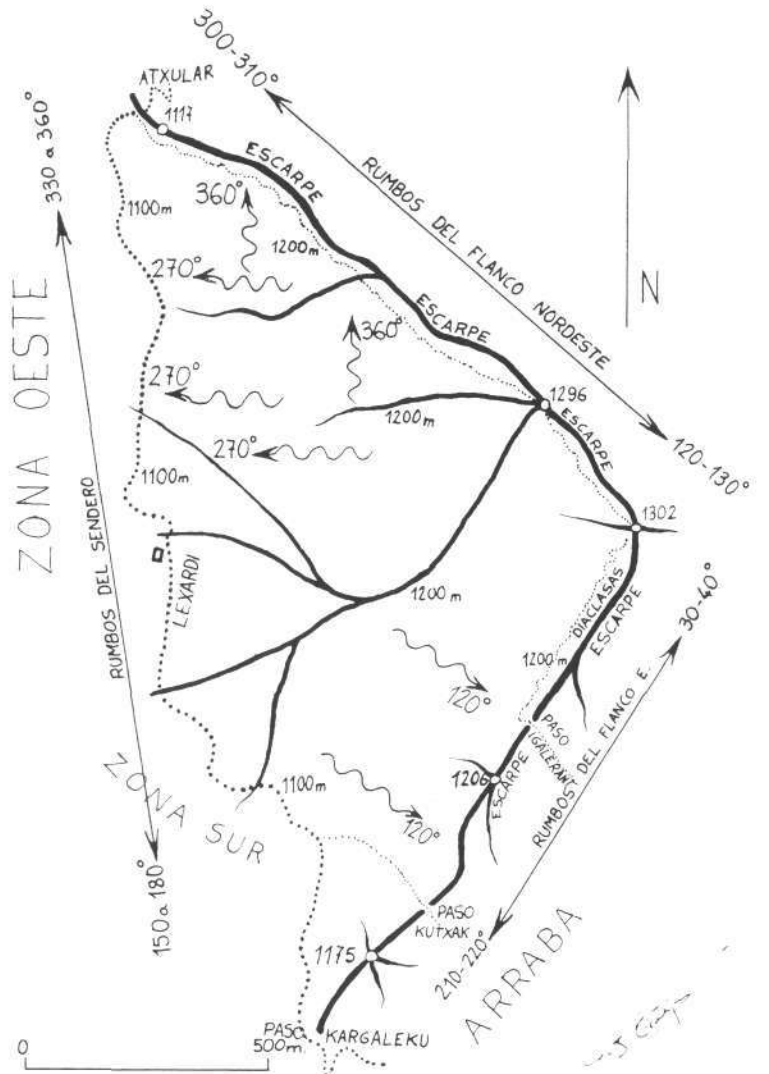 300-310°
ATXULAR
1117
ESCARPE
RUMBOS DEL FLANCO NORDESTE
330 a 360°
1100m
360°
1200m
270°
N
ESCARPE
360°
ZONA OESTE
270°
1296
1200m
ESCARPE
270°
120-130°
1100m
1302
RUMBOS DEL SENDERO
LEXARDI
1200m
DIACLASAS
ESCARPE
30-40°
1200m
120°
PASO
IGALERANT
RUMBOS DEL FLANCO E.
1206
ESCARPE
1100m
ZONA SUR
120°
150 a 180°
PASO
KUTXAK
1175
210-220°
ARRABA
PASO
KARGALEKU
0
500m.